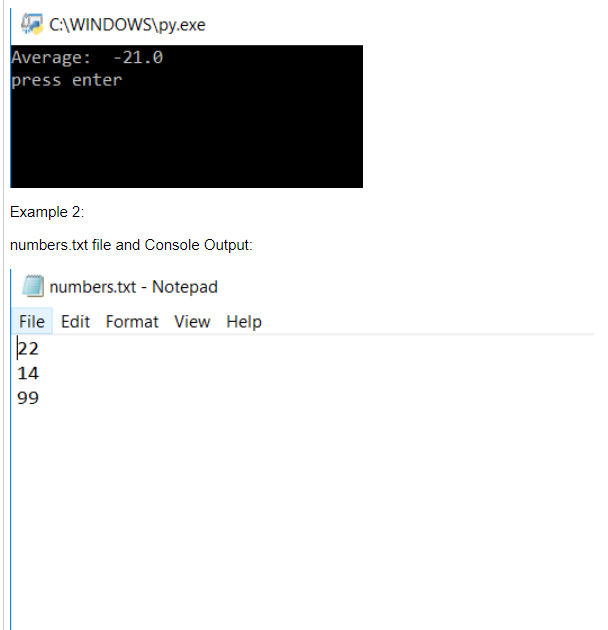 C:\WINDOWS\py.exe
Average:  -21.0
press enter
Example 2:
numbers.txt file and Console Output:
numbers.txt - Notepad
File Edit Format View Help
22
14
99